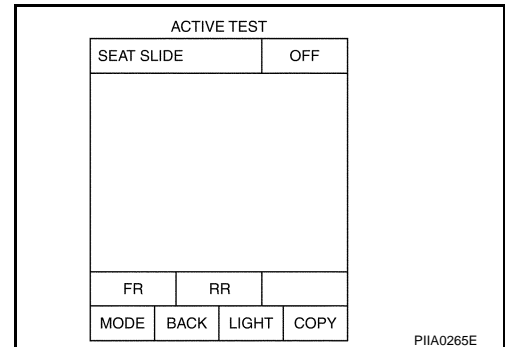 ACTIVE TEST
SEAT SLIDE OFF
FR RR
MODE BACK LIGHT COPY
PIIA0265E